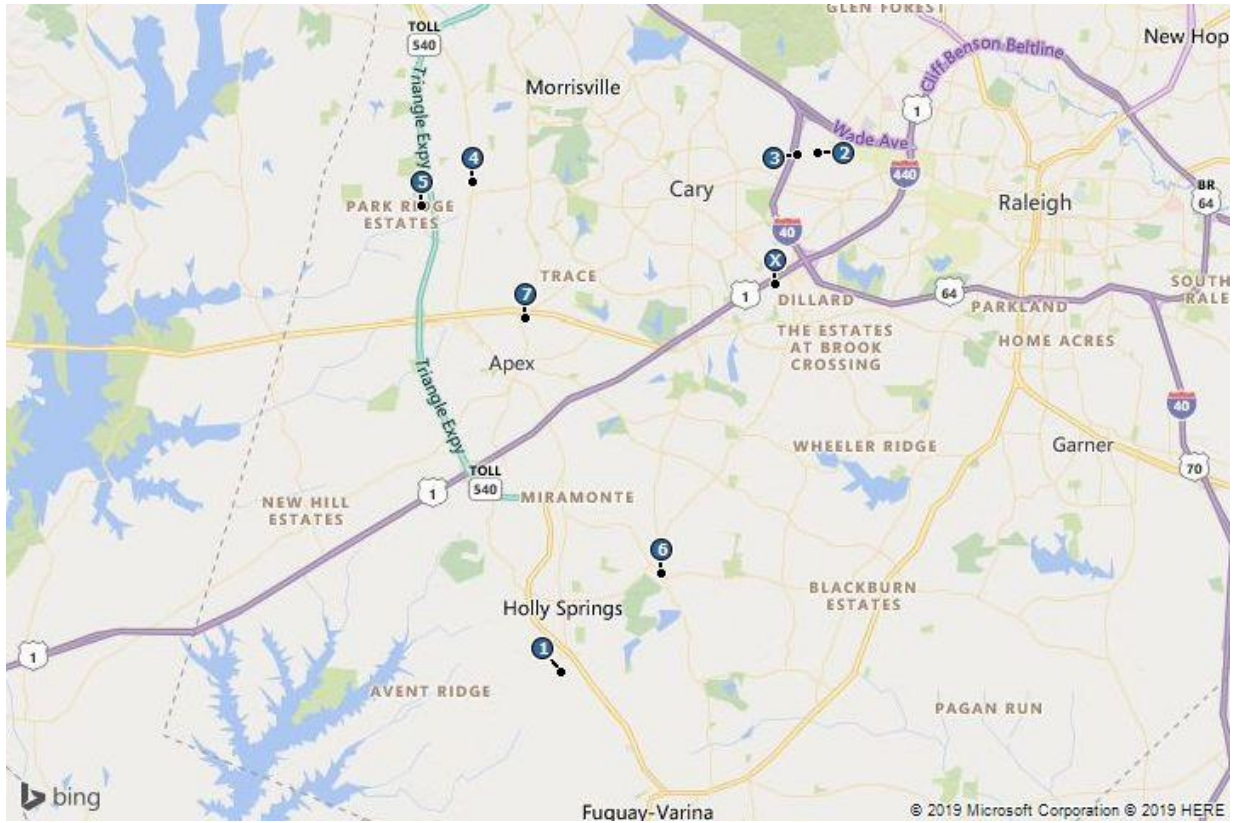 GLEN FOREST
TOLL
540
New Hop
Cliff-Benson Beltline
Morrisville
Triangle Expy
1
Wade Ave
4
3
2
5
Cary
440
BR
64
PARK RIDGE
ESTATES
Raleigh
40
X
TRACE
7
1
DILLARD
64
SOUTH
RALE
PARKLAND
THE ESTATES
AT BROOK
CROSSING
HOME ACRES
Apex
Triangle Expy
40
WHEELER RIDGE
Garner
TOLL
540
70
1
MIRAMONTE
NEW HILL
ESTATES
6
BLACKBURN
ESTATES
Holly Springs
1
1
AVENT RIDGE
PAGAN RUN
bing
Fuquay-Varina
© 2019 Microsoft Corporation © 2019 HERE